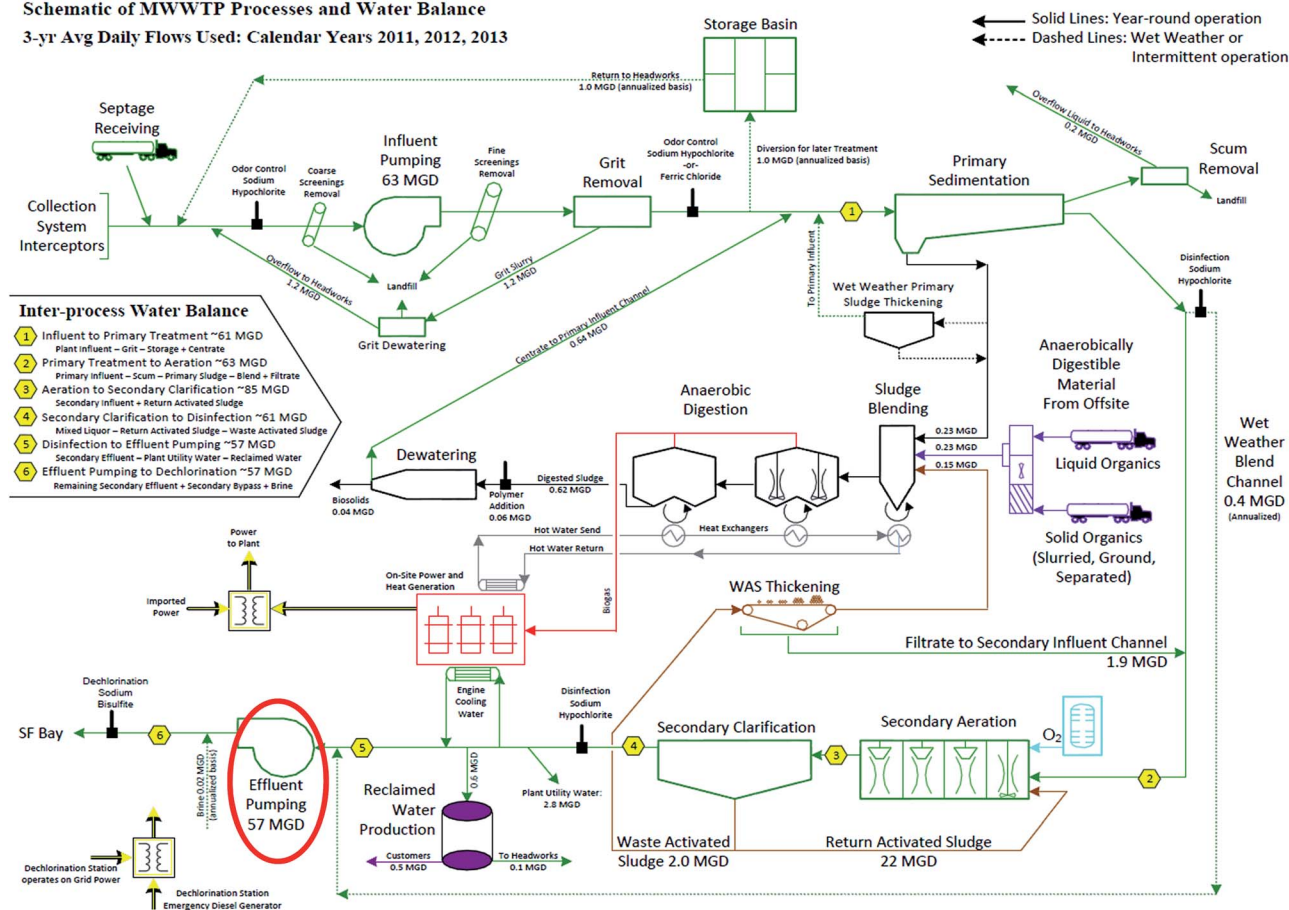 Schematic of MWWTP Processes and Water Balance
3-yr Avg Daily Flows Used: Calendar Years 2011, 2012, 2013
Solid Lines: Year-round operation
Dashed Lines: Wet Weather or
Intermittent operation
Storage Basin
Return to Headworks
1.0 MGD (annualized basis)
Septage
Receiving
Odor Control
Sodium
Hypochlorite
Coarse
Screenings
Removal
Influent
Pumping
63 MGD
Fine
Screenings
Removal
Grit
Removal
Odor Control
Sodium Hypochlorite
-or-
Ferric Chloride
Diversion for later Treatment
1.0 MGD (annualized basis)
Primary
Sedimentation
Overflow Liquid to Headworks
0.2 MGD
Scum
Removal
Landfill
Collection
System
Interceptors
1
Overflow to Headworks
1.2 MGD
Landfill
Grit Slurry
1.2 MGD
Grit Dewatering
Centrate to Primary Influent Channel
0.64 MGD
To Primary Influent
Wet Weather Primary
Sludge Thickening
Disinfection
Sodium
Hypochlorite
Inter-process Water Balance
1 Influent to Primary Treatment ~61 MGD
Plant Influent – Grit – Storage + Centrate
2 Primary Treatment to Aeration ~63 MGD
Primary Influent – Scum – Primary Sludge – Blend + Filtrate
3 Aeration to Secondary Clarification ~85 MGD
Secondary Influent + Return Activated Sludge
4 Secondary Clarification to Disinfection ~61 MGD
Mixed Liquor – Return Activated Sludge – Waste Activated Sludge
5 Disinfection to Effluent Pumping ~57 MGD
Secondary Effluent – Plant Utility Water – Reclaimed Water
6 Effluent Pumping to Dechlorination ~57 MGD
Remaining Secondary Effluent + Secondary Bypass + Brine
Anaerobic
Digestion
Sludge
Blending
Anaerobically
Digestible
Material
From Offsite
0.23 MGD
0.23 MGD
0.15 MGD
Liquid Organics
Solid Organics
(Slurried, Ground,
Separated)
Wet
Weather
Blend
Channel
0.4 MGD
(Annualized)
Dewatering
Biosolids
0.04 MGD
Polymer
Addition
0.06 MGD
Digested Sludge
0.62 MGD
Hot Water Send
Heat Exchangers
Hot Water Return
Power
to Plant
Imported
Power
On-Site Power and
Heat Generation
Biogas
WAS Thickening
Filtrate to Secondary Influent Channel
1.9 MGD
Engine
Cooling
Water
Dechlorination
Sodium
Bisulfite
SF Bay
6
Brine 0.02 MGD
(annualized basis)
Effluent
Pumping
57 MGD
5
Disinfection
Sodium
Hypochlorite
4
Secondary Clarification
3
Secondary Aeration
O2
2
0.6 MGD
Plant Utility Water:
2.8 MGD
Reclaimed
Water
Production
Customers
0.5 MGD
To Headworks
0.1 MGD
Waste Activated
Sludge 2.0 MGD
Return Activated Sludge
22 MGD
Dechlorination Station
operates on Grid Power
Dechlorination Station
Emergency Diesel Generator